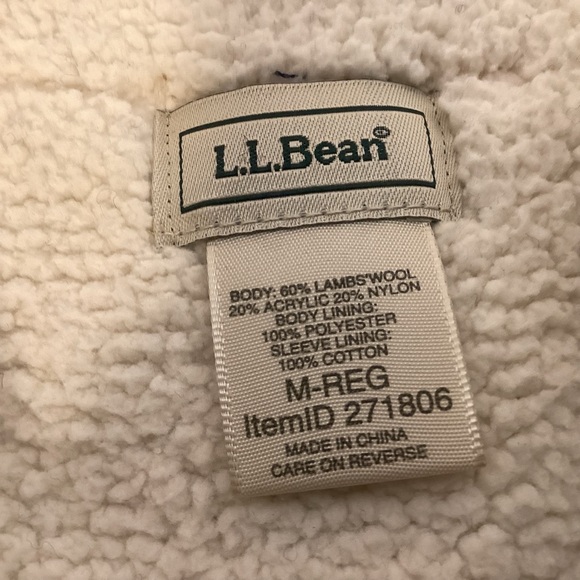 L.L.Bean®
BODY: 60% LAMBS'WOOL
20% ACRYLIC 20% NYLON
BODY LINING:
100% POLYESTER
SLEEVE LINING:
100% COTTON
M-REG
ItemID 271806
MADE IN CHINA
CARE ON REVERSE